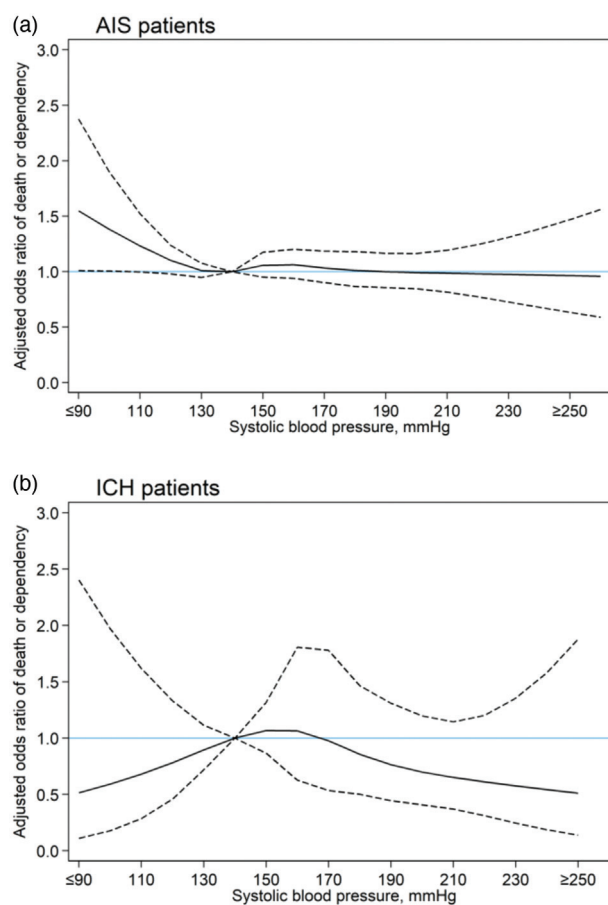 (a) AIS patients
Adjusted odds ratio of death or dependency
3.0
2.5
2.0
1.5
1.0
0.5
0.0
≤90 110 130 150 170 190 210 230 ≥250
Systolic blood pressure, mmHg
(b) ICH patients
Adjusted odds ratio of death or dependency
3.0
2.5
2.0
1.5
1.0
0.5
0.0
≤90 110 130 150 170 190 210 230 ≥250
Systolic blood pressure, mmHg